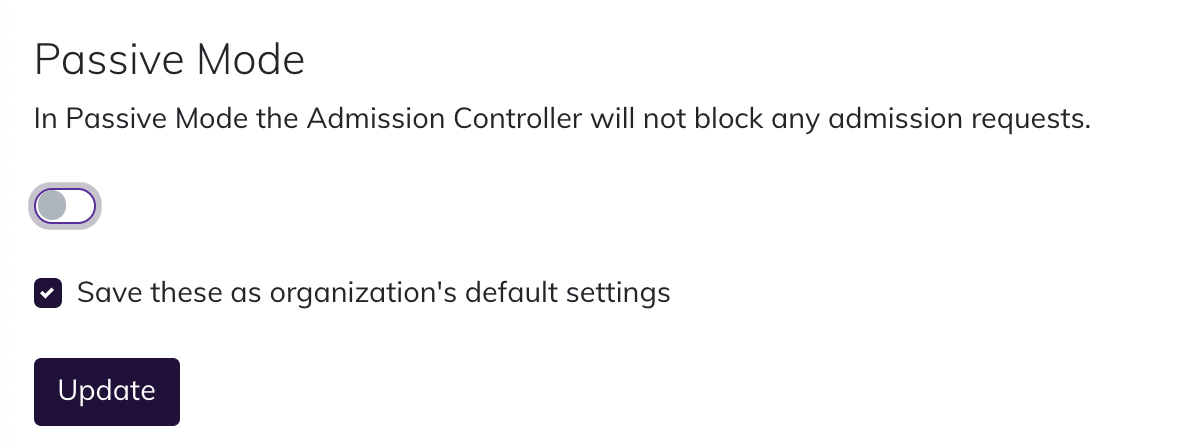 Passive Mode
In Passive Mode the Admission Controller will not block any admission requests.
Save these as organization's default settings
Update